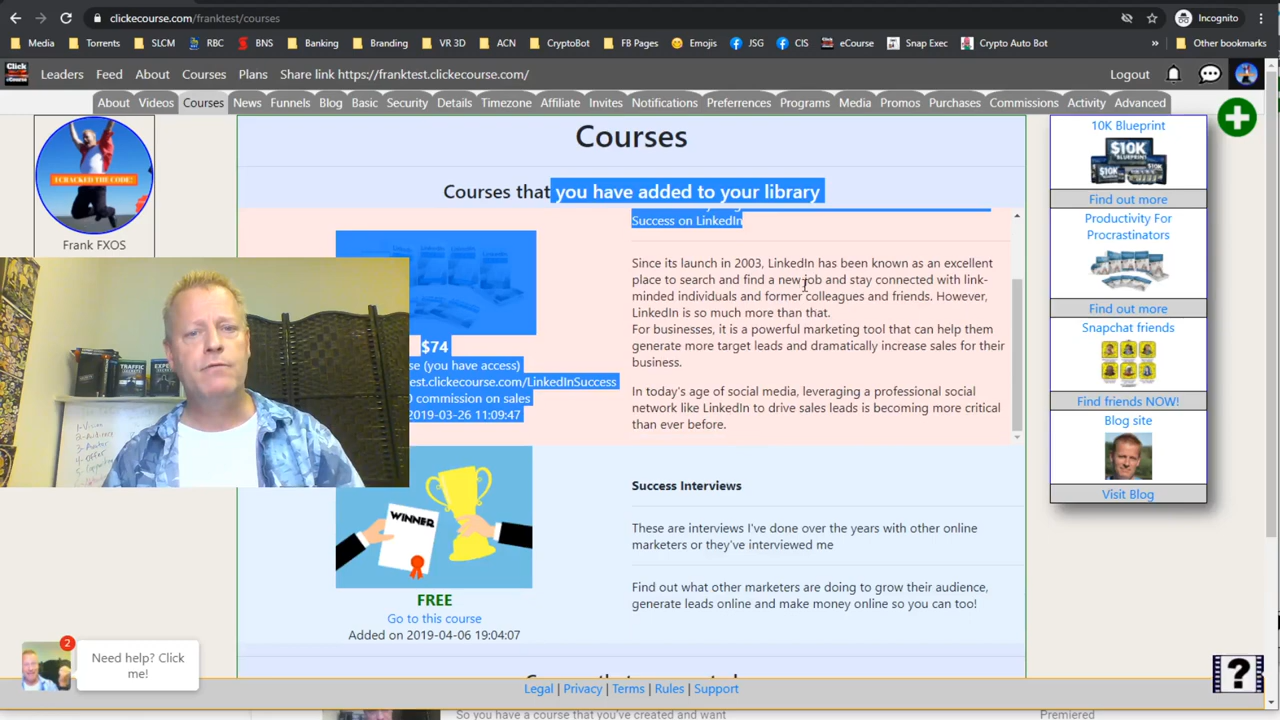 clickecourse.com/franktest/courses
Incognito
Media Torrents SLCM RBC BNS Banking Branding VR 3D ACN CryptoBot FB Pages Emojis JSG CIS eCourse Snap Exec Crypto Auto Bot » Other bookmarks
Click
Leaders Feed About Courses Plans Share link https://franktest.clickecourse.com/ Logout
About Videos Courses News Funnels Blog Basic Security Details Timezone Affiliate Invites Notifications Preferrences Programs Media Promos Purchases Commissions Activity Advanced
I CRACKED THE CODE!
Frank FXOS
Courses
Courses that you have added to your library
Success on LinkedIn
Since its launch in 2003, LinkedIn has been known as an excellent
place to search and find a new job and stay connected with link-
minded individuals and former colleagues and friends. However,
LinkedIn is so much more than that.
For businesses, it is a powerful marketing tool that can help them
generate more target leads and dramatically increase sales for their
business.
In today's age of social media, leveraging a professional social
network like LinkedIn to drive sales leads is becoming more critical
than ever before.
$74
se (you have access)
test.clickecourse.com/LinkedInSuccess
0 commission on sales
2019-03-26 11:09:47
TRAFFIC
WINNER
FREE
Go to this course
Added on 2019-04-06 19:04:07
Success Interviews
These are interviews I've done over the years with other online
marketers or they've interviewed me
Find out what other marketers are doing to grow their audience,
generate leads online and make money online so you can too!
10K Blueprint
$10K
Find out more
Productivity For
Procrastinators
Find out more
Snapchat friends
Find friends NOW!
Blog site
Visit Blog
2
Need help? Click
me!
?
Legal | Privacy | Terms | Rules | Support
So you have a course that you've created and want
Premiered